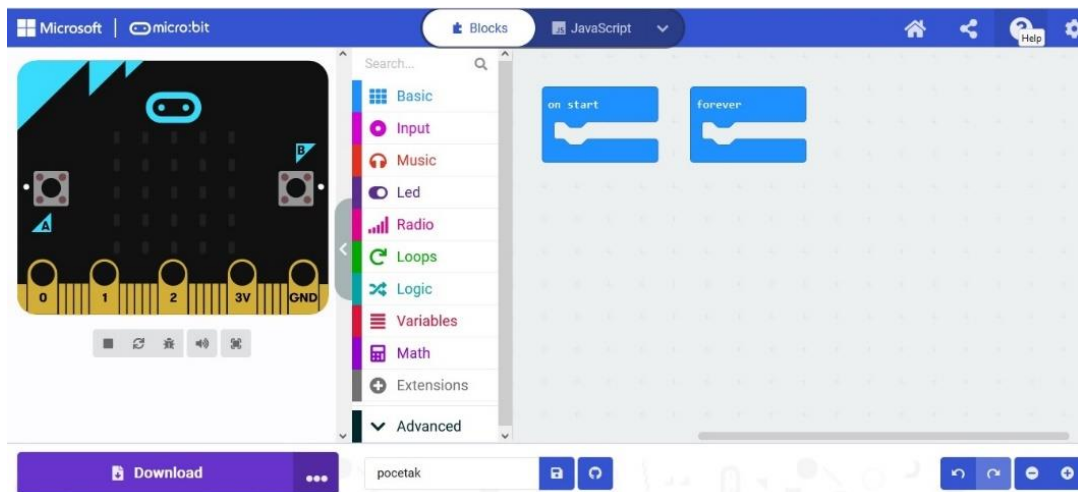 Microsoft micro:bit Blocks JavaScript Help
Search...
Basic
Input
Music
Led
Radio
Loops
Logic
Variables
Math
Extensions
Advanced
on start forever
B
A
0 1 2 3V GND
Download ••• pocetak